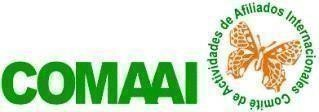 COMAAI
Comité de Actividades de Afiliados Internacionales